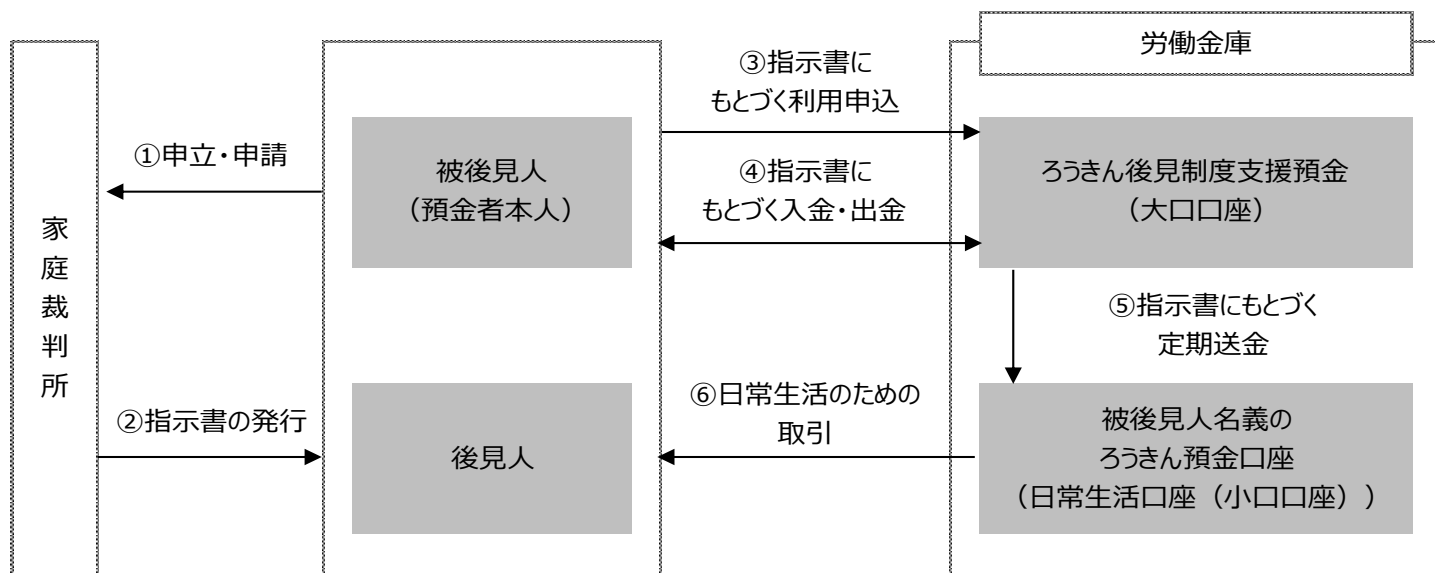 労働金庫
家庭裁判所
①申立・申請
②指示書の発行
被後見人
（預金者本人）
後見人
③指示書に
もとづく利用申込
④指示書に
もとづく入金・出金
ろうきん後見制度支援預金
（大口口座）
⑤指示書にもとづく
定期送金
⑥日常生活のための
取引
被後見人名義の
ろうきん預金口座
（日常生活口座（小口口座））